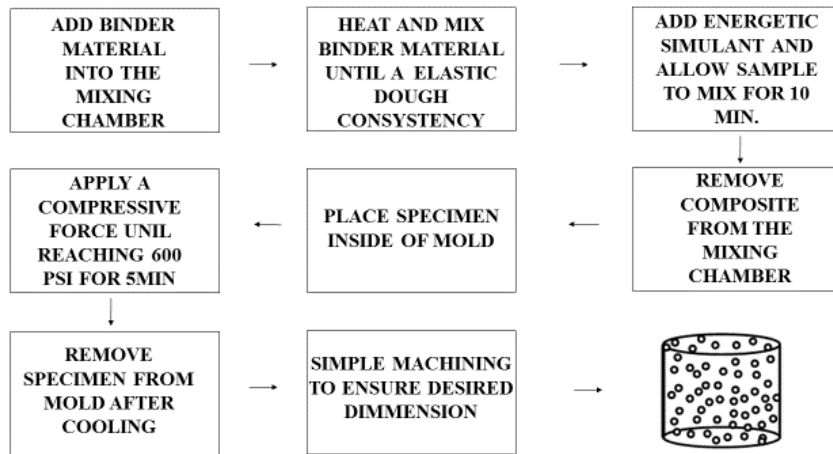 ADD BINDER
MATERIAL
INTO THE
MIXING
CHAMBER
HEAT AND MIX
BINDER MATERIAL
UNTIL A ELASTIC
DOUGH
CONSYSTENCY
ADD ENERGETIC
SIMULANT AND
ALLOW SAMPLE
TO MIX FOR 10
MIN.
REMOVE
COMPOSITE
FROM THE
MIXING
CHAMBER
PLACE SPECIMEN
INSIDE OF MOLD
APPLY A
COMPRESSIVE
FORCE UNIL
REACHING 600
PSI FOR 5MIN
REMOVE
SPECIMEN FROM
MOLD AFTER
COOLING
SIMPLE MACHINING
TO ENSURE DESIRED
DIMMENSION